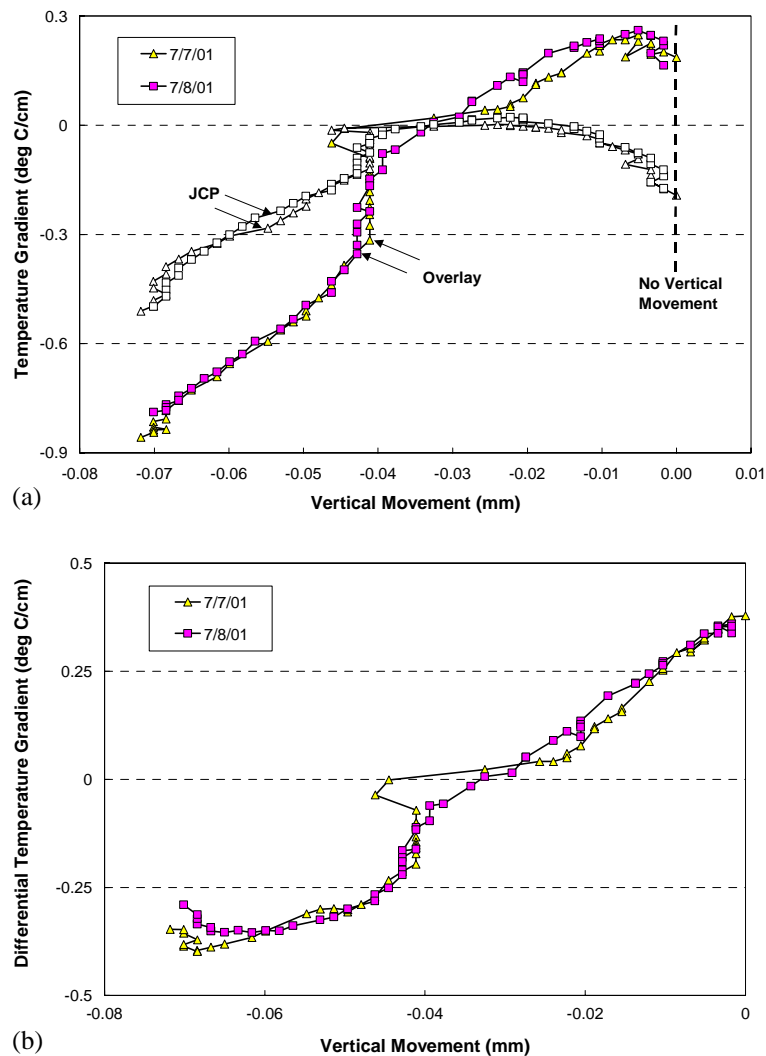 0.3
7/7/01
7/8/01
0
JCP
-0.3
Overlay
No Vertical
Movement
-0.6
-0.9
Temperature Gradient (deg C/cm)
-0.08 -0.07 -0.06 -0.05 -0.04 -0.03 -0.02 -0.01 0.00 0.01
Vertical Movement (mm)
(a)
0.5
7/7/01
7/8/01
0.25
0
-0.25
-0.5
Differential Temperature Gradient (deg C/cm)
-0.08 -0.06 -0.04 -0.02 0
Vertical Movement (mm)
(b)